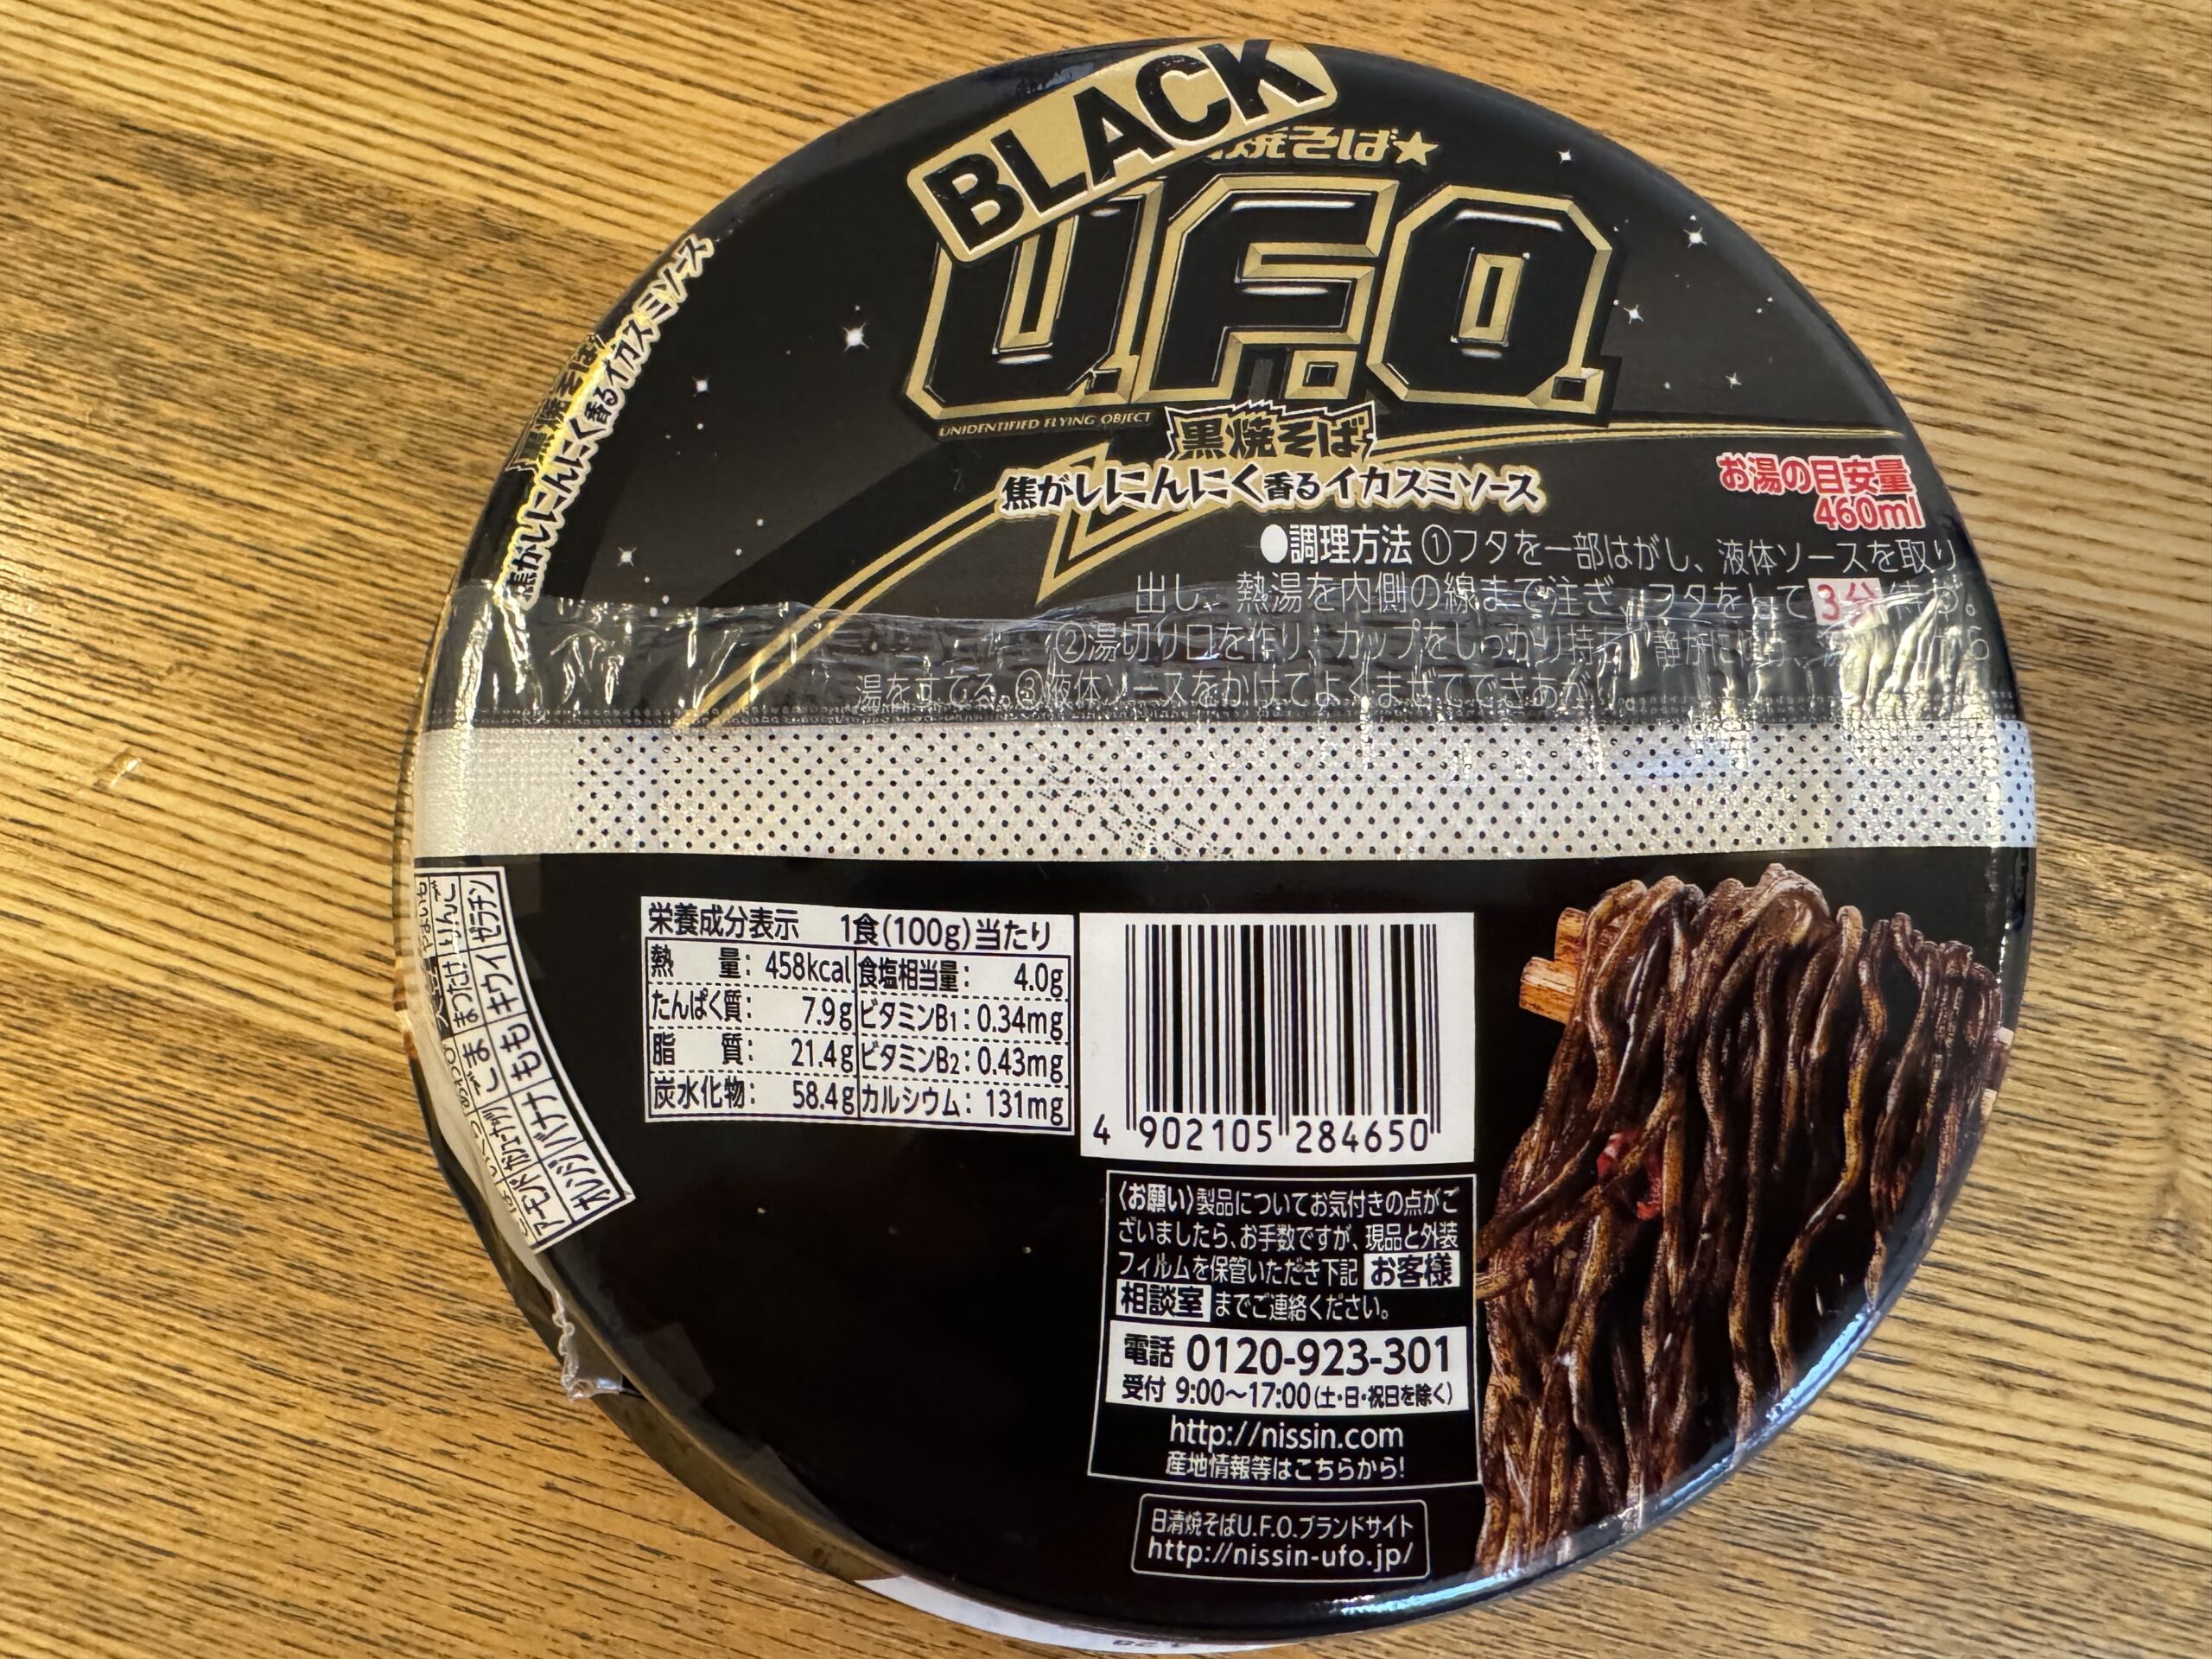 BLACK
焼そば★
U.F.O.
UNIDENTIFIED FLYING OBJECT
黒焼そば
焦がしにんにく香るイカスミソース
黒焼そば
焦がしにんにく香るイカスミソース
お湯の目安量
460ml
●調理方法 ①フタを一部はがし、液体ソースを取り
出し、熱湯を内側の線まで注ぎ、フタをして3分待つ。
②湯切り口を作り、カップをしっかり持ち、静かに
湯をすてる。③液体ソースをかけてよくまぜてできあがり。
りんご
ゼラチン
まつたけ
キウイ
ごま
もも
バナナ
アーモンド
オレンジ
栄養成分表示 1食(100g)当たり
熱量: 458kcal 食塩相当量: 4.0g
たんぱく質: 7.9g ビタミンB1: 0.34mg
脂質: 21.4g ビタミンB2: 0.43mg
炭水化物: 58.4g カルシウム: 131mg
4 902105 284650
〈お願い〉製品についてお気付きの点がご
ざいましたら、お手数ですが、現品と外装
フィルムを保管いただき下記 お客様
相談室 までご連絡ください。
電話 0120-923-301
受付 9:00〜17:00(土・日・祝日を除く)
http://nissin.com
産地情報等はこちらから!
日清焼そばU.F.O.ブランドサイト
http://nissin-ufo.jp/